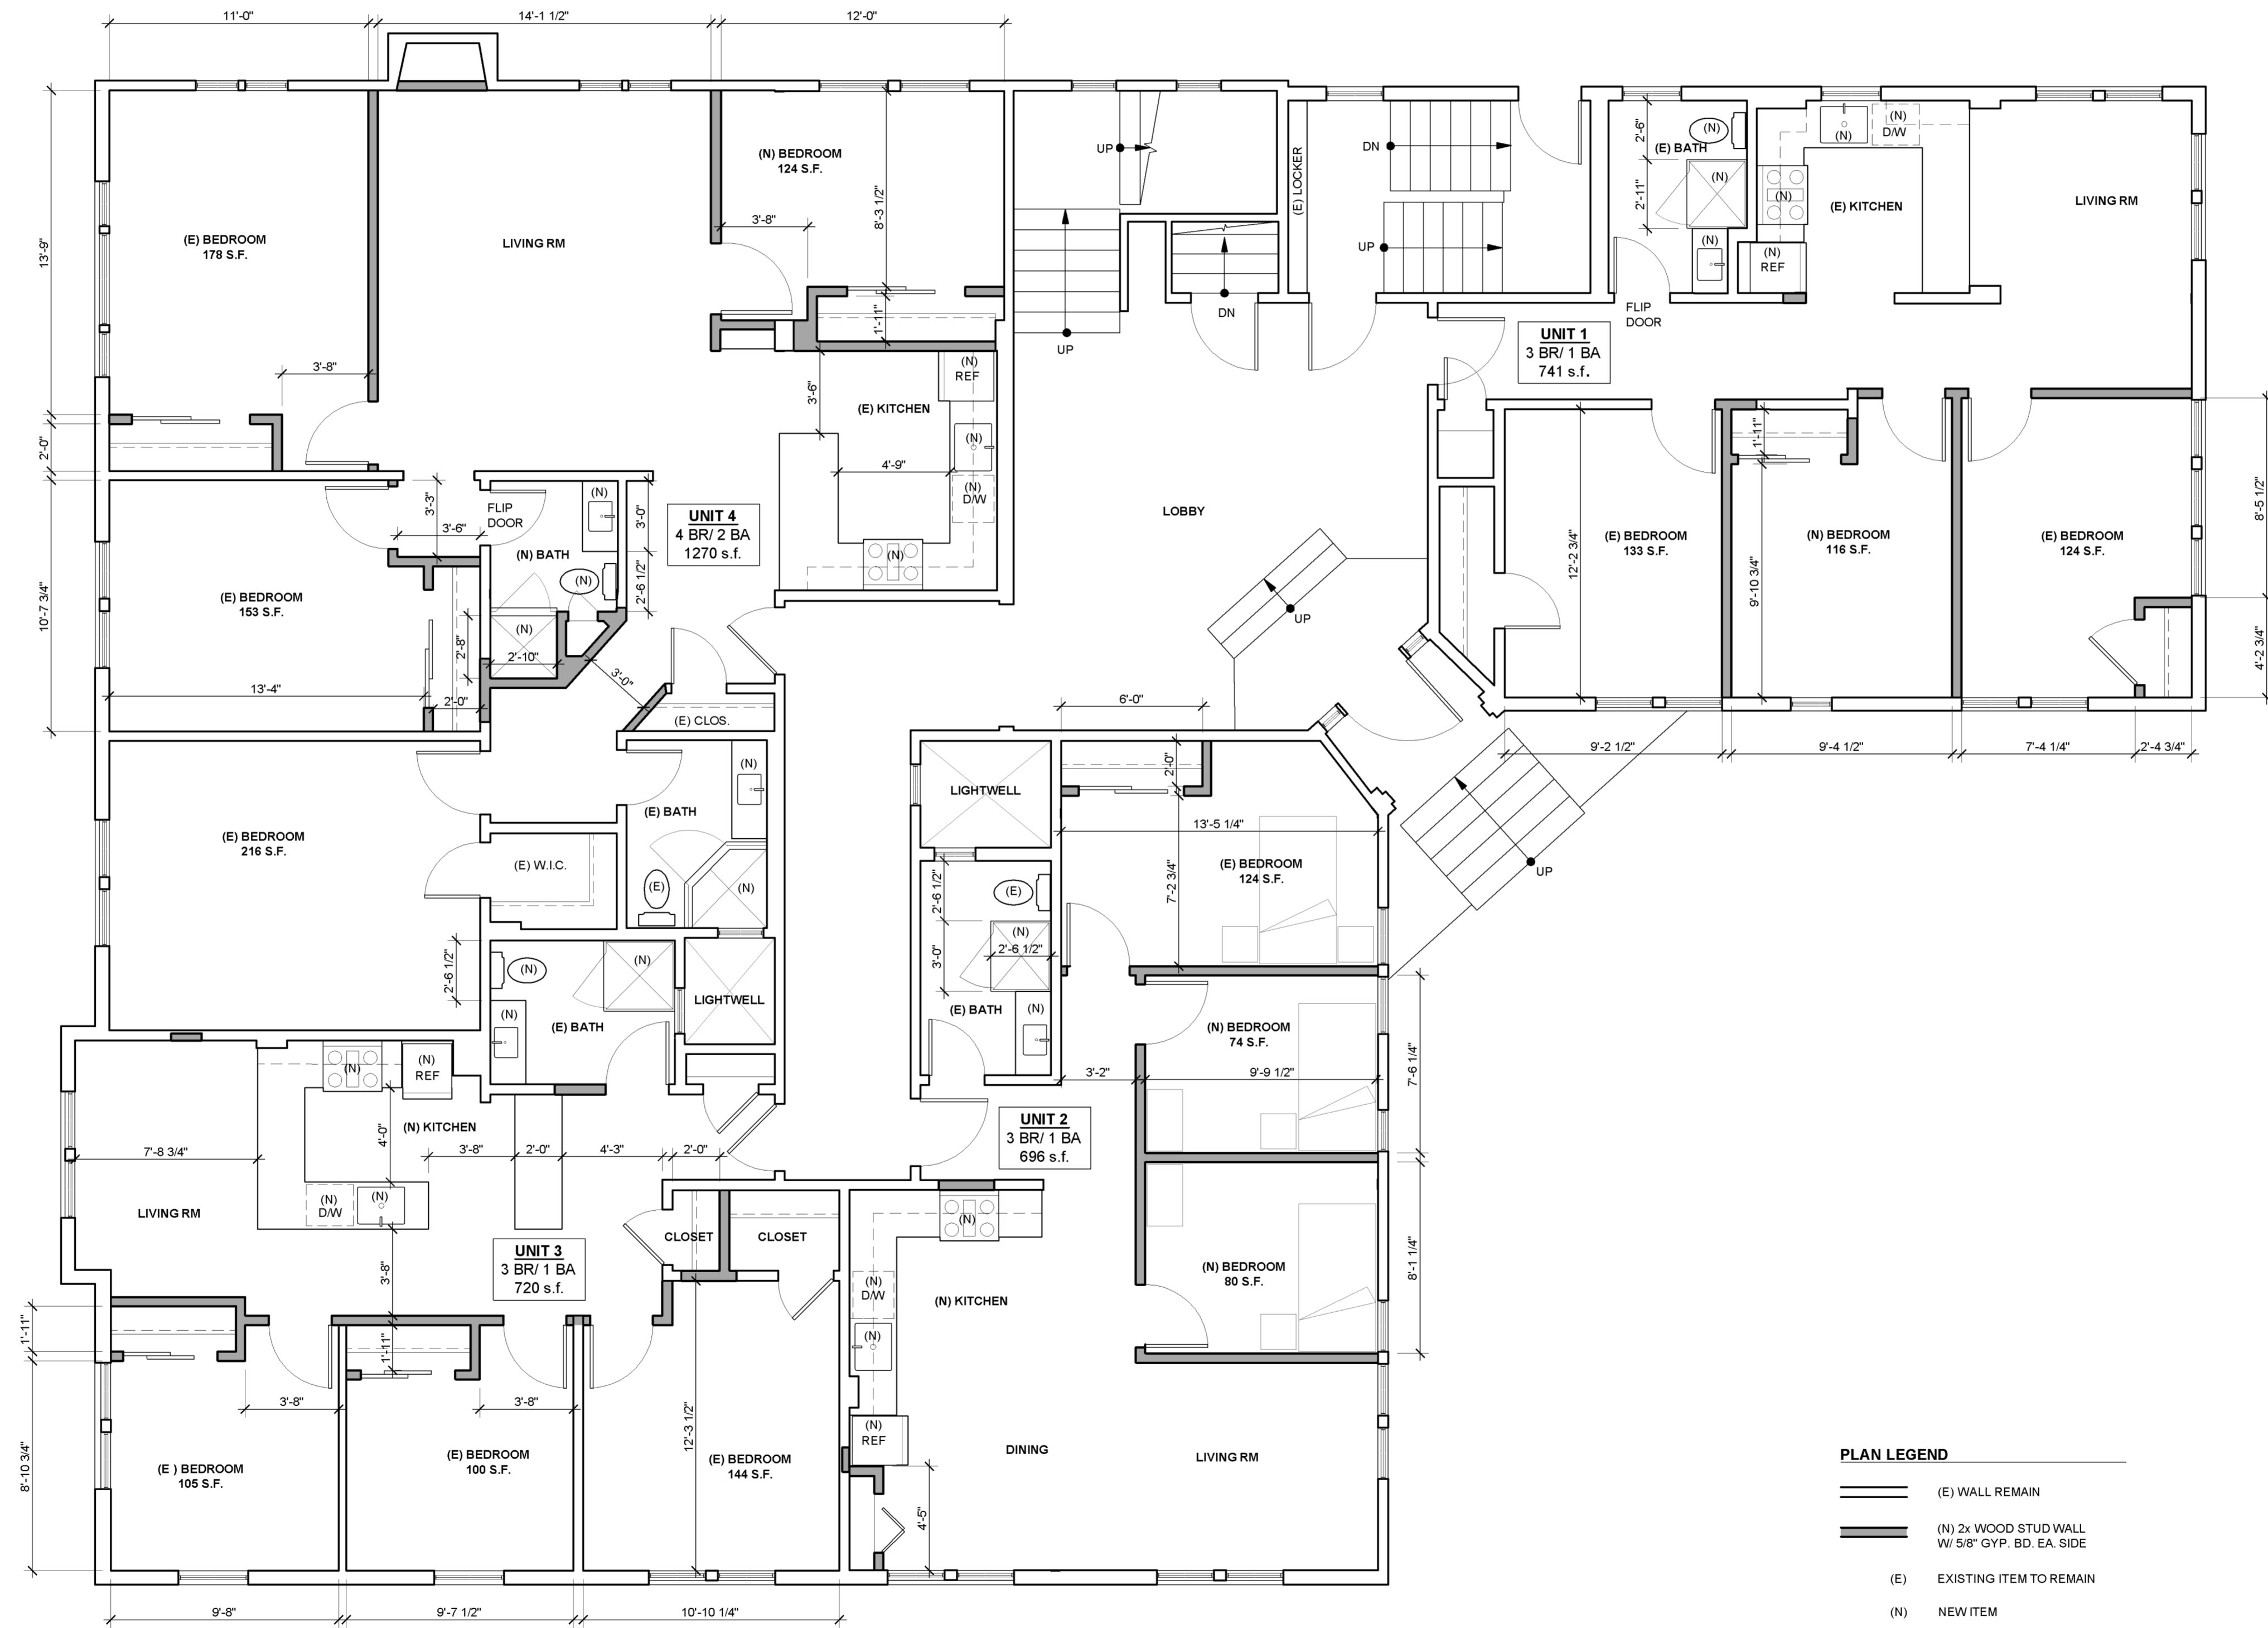 11'-0"
14'-1 1/2"
12'-0"
13'-9"
2'-0"
10'-7 3/4"
(E) BEDROOM
178 S.F.
3'-8"
LIVING RM
(N) BEDROOM
124 S.F.
3'-8"
8'-3 1/2"
1'-11"
3'-6"
(N)
REF
(E) KITCHEN
(N)
4'-9"
(N)
D/W
(N)
UNIT 4
4 BR/ 2 BA
1270 s.f.
3'-3"
3'-6"
FLIP
DOOR
(N)
(N) BATH
(N)
3'-0"
2'-6 1/2"
(E) BEDROOM
153 S.F.
(N)
2'-8"
2'-10"
13'-4"
2'-0"
3'-0"
(E) CLOS.
(E) BEDROOM
216 S.F.
(N)
(E) BATH
(E) W.I.C.
(E)
(N)
2'-6 1/2"
(N)
(N)
(N)
(E) BATH
LIGHTWELL
UP
UP
DN
(E) LOCKER
DN
UP
LOBBY
UP
UP
2'-6"
2'-11"
(N)
(E) BATH
(N)
(N)
(N)
(N)
D/W
(N)
(N)
REF
(E) KITCHEN
LIVING RM
FLIP
DOOR
UNIT 1
3 BR/ 1 BA
741 s.f.
12'-2 3/4"
(E) BEDROOM
133 S.F.
1'-11"
9'-10 3/4"
(N) BEDROOM
116 S.F.
(E) BEDROOM
124 S.F.
8'-5 1/2"
4'-2 3/4"
9'-2 1/2"
9'-4 1/2"
7'-4 1/4"
2'-4 3/4"
6'-0"
2'-0"
LIGHTWELL
13'-5 1/4"
7'-2 3/4"
(E) BEDROOM
124 S.F.
2'-6 1/2"
(E)
(N)
2'-6 1/2"
3'-0"
(E) BATH
(N)
(N) BEDROOM
74 S.F.
3'-2"
9'-9 1/2"
7'-6 1/4"
UNIT 2
3 BR/ 1 BA
696 s.f.
(N) BEDROOM
80 S.F.
8'-1 1/4"
(N)
(N)
D/W
(N) KITCHEN
(N)
(N)
REF
DINING
LIVING RM
4'-5"
(N)
(N)
REF
(N) KITCHEN
4'-0"
7'-8 3/4"
3'-8"
2'-0"
4'-3"
2'-0"
(N)
D/W
(N)
LIVING RM
3'-8"
UNIT 3
3 BR/ 1 BA
720 s.f.
CLOSET
CLOSET
1'-11"
8'-10 3/4"
1'-11"
3'-8"
3'-8"
12'-3 1/2"
(E ) BEDROOM
105 S.F.
(E) BEDROOM
100 S.F.
(E) BEDROOM
144 S.F.
9'-8"
9'-7 1/2"
10'-10 1/4"
PLAN LEGEND
(E) WALL REMAIN
(N) 2x WOOD STUD WALL
W/ 5/8" GYP. BD. EA. SIDE
(E) EXISTING ITEM TO REMAIN
(N) NEW ITEM